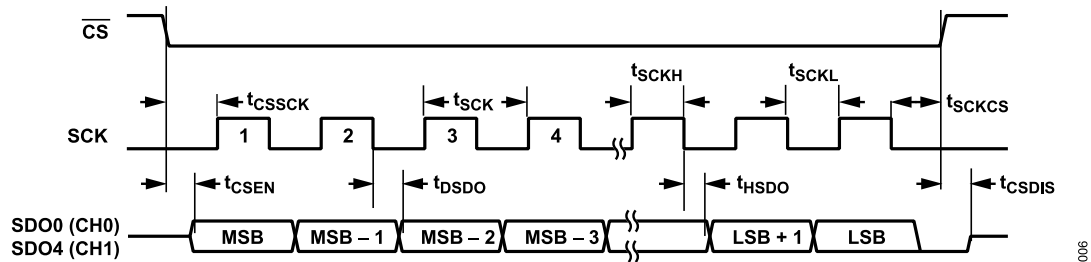 CS
tSCKH tSCKL
tCSSCK tSCK tSCKCS
SCK 1 2 3 4
tCSEN tDSDO tHSDO tCSDIS
SDO0 (CH0)
SDO4 (CH1)
MSB MSB – 1 MSB – 2 MSB – 3 LSB + 1 LSB
006